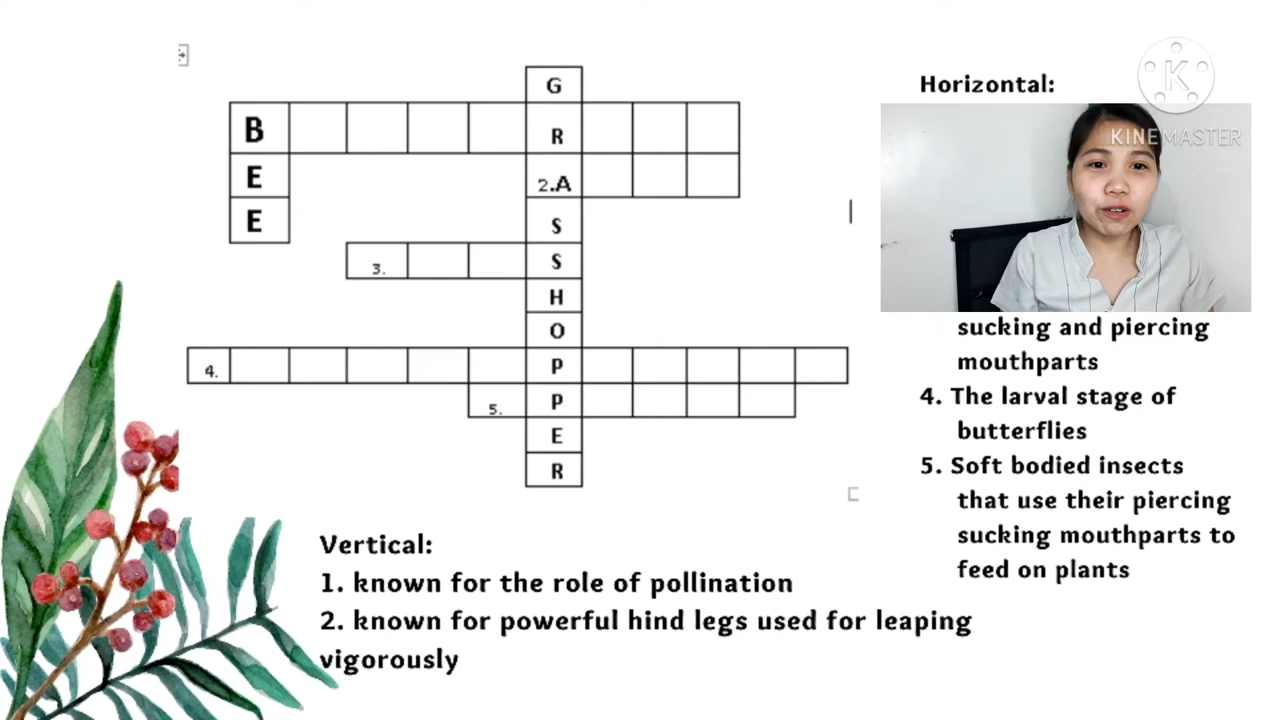 G
B R
E 2.A
E S
3. S
H
O
4. P
5. P
E
R
Horizontal:
K
KINEMASTER
sucking and piercing
mouthparts
4. The larval stage of
butterflies
5. Soft bodied insects
that use their piercing
sucking mouthparts to
feed on plants
Vertical:
1. known for the role of pollination
2. known for powerful hind legs used for leaping
vigorously